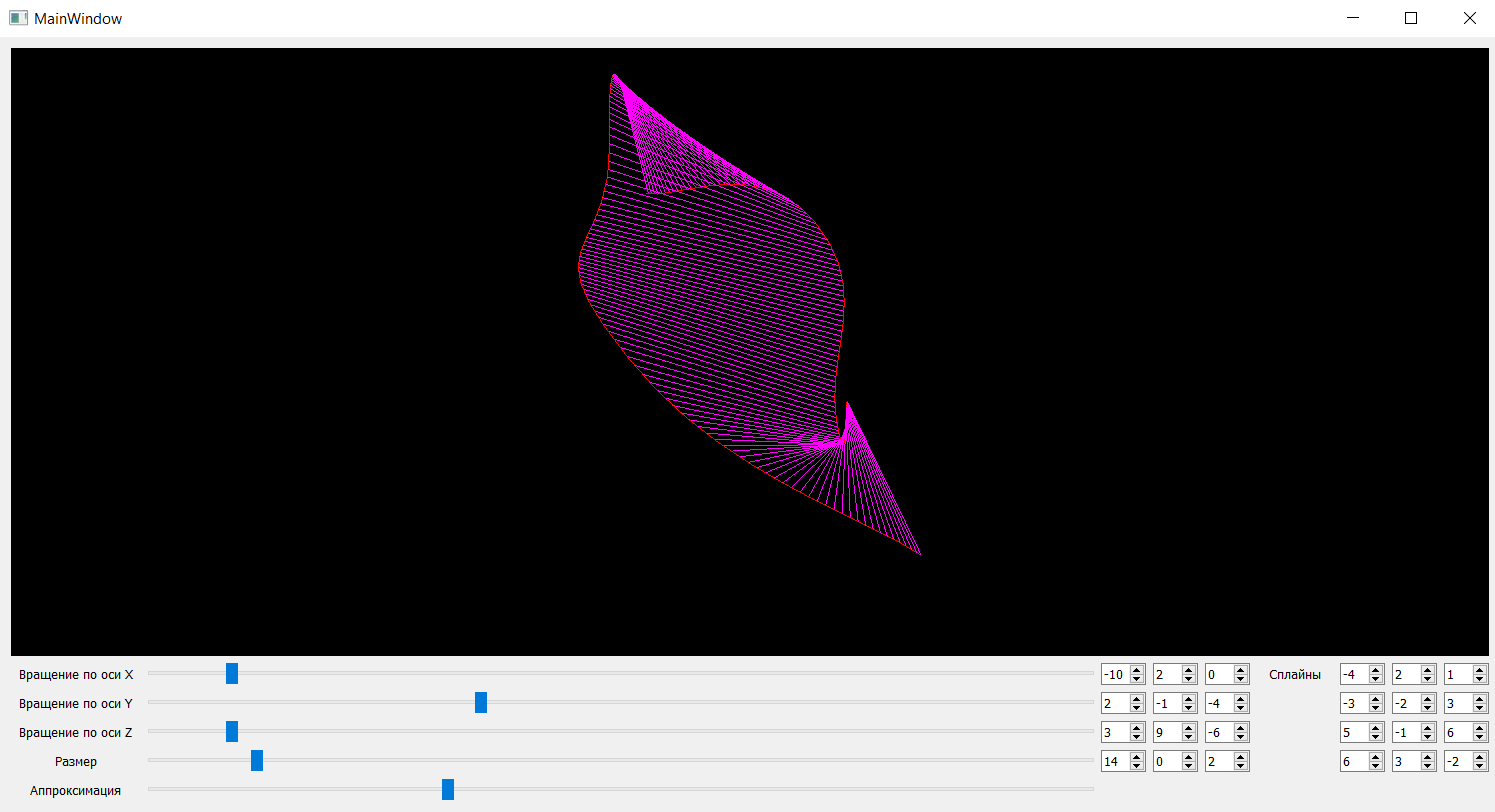 MainWindow
Вращение по оси X -10 2 0 Сплайны -4 2 1
Вращение по оси Y 2 -1 -4 -3 -2 3
Вращение по оси Z 3 9 -6 5 -1 6
Размер 14 0 2 6 3 -2
Аппроксимация